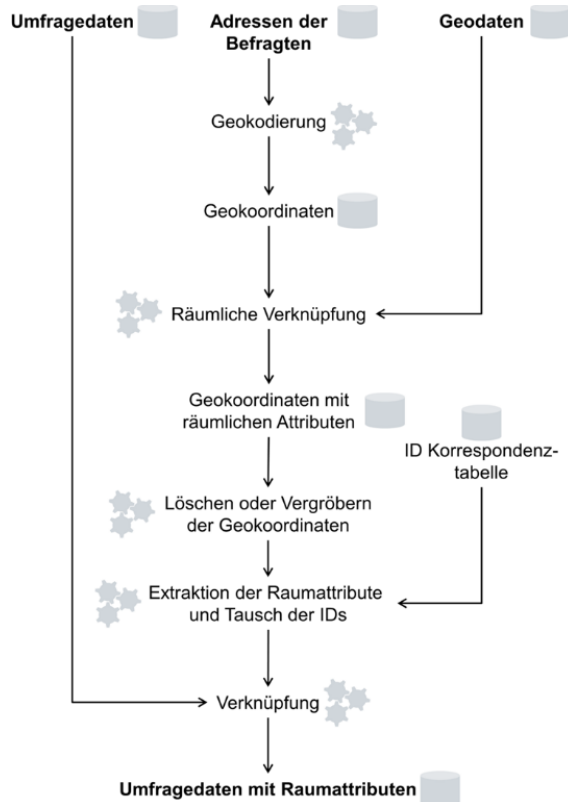 Umfragedaten
Adressen der
Befragten
Geodaten
Geokodierung
Geokoordinaten
Räumliche Verknüpfung
Geokoordinaten mit
räumlichen Attributen
ID Korrespondenz-
tabelle
Löschen oder Vergröbern
der Geokoordinaten
Extraktion der Raumattribute
und Tausch der IDs
Verknüpfung
Umfragedaten mit Raumattributen